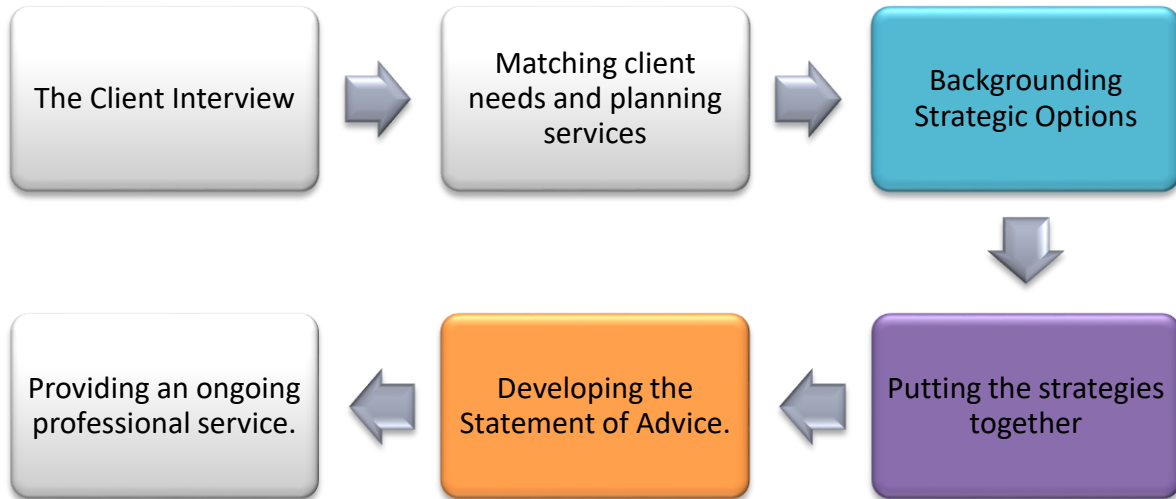 The Client Interview
Matching client
needs and planning
services
Backgrounding
Strategic Options
Putting the strategies
together
Developing the
Statement of Advice.
Providing an ongoing
professional service.